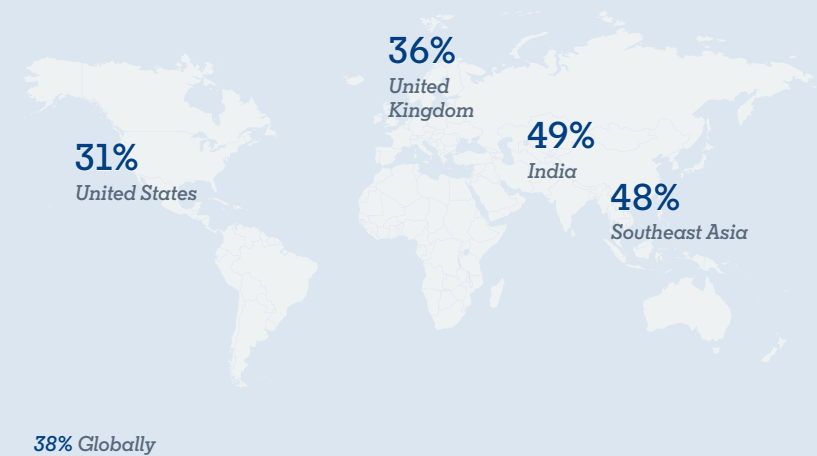 36%
United
Kingdom
49%
India
31%
United States
48%
Southeast Asia
38% Globally